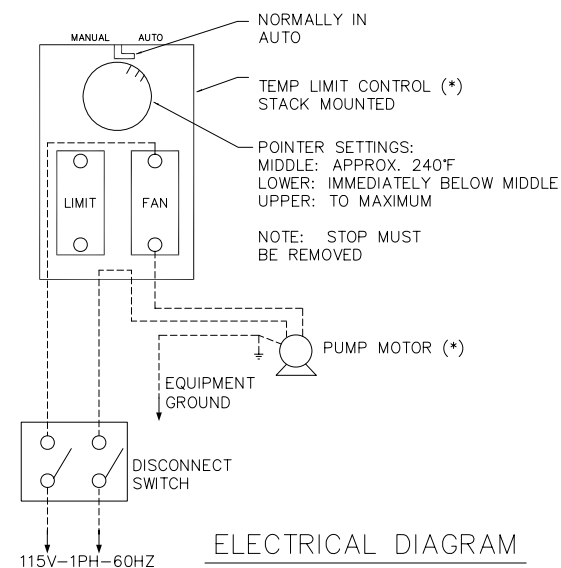 NORMALLY IN
AUTO
MANUAL AUTO
TEMP LIMIT CONTROL (*)
STACK MOUNTED
POINTER SETTINGS:
MIDDLE: APPROX. 240°F
LOWER: IMMEDIATELY BELOW MIDDLE
UPPER: TO MAXIMUM
NOTE: STOP MUST
BE REMOVED
LIMIT
FAN
PUMP MOTOR (*)
EQUIPMENT
GROUND
DISCONNECT
SWITCH
115V-1PH-60HZ
ELECTRICAL DIAGRAM